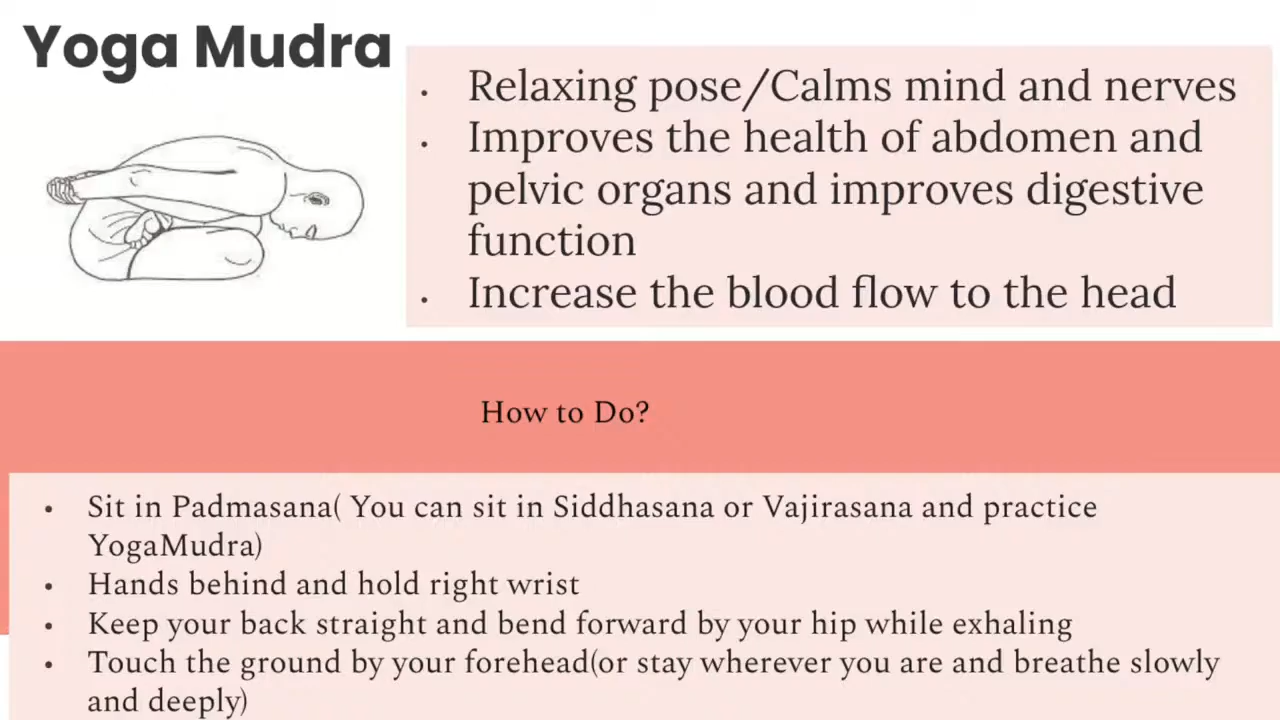 Yoga Mudra
• Relaxing pose/Calms mind and nerves
• Improves the health of abdomen and
pelvic organs and improves digestive
function
• Increase the blood flow to the head
How to Do?
• Sit in Padmasana( You can sit in Siddhasana or Vajirasana and practice
YogaMudra)
• Hands behind and hold right wrist
• Keep your back straight and bend forward by your hip while exhaling
• Touch the ground by your forehead(or stay wherever you are and breathe slowly
and deeply)